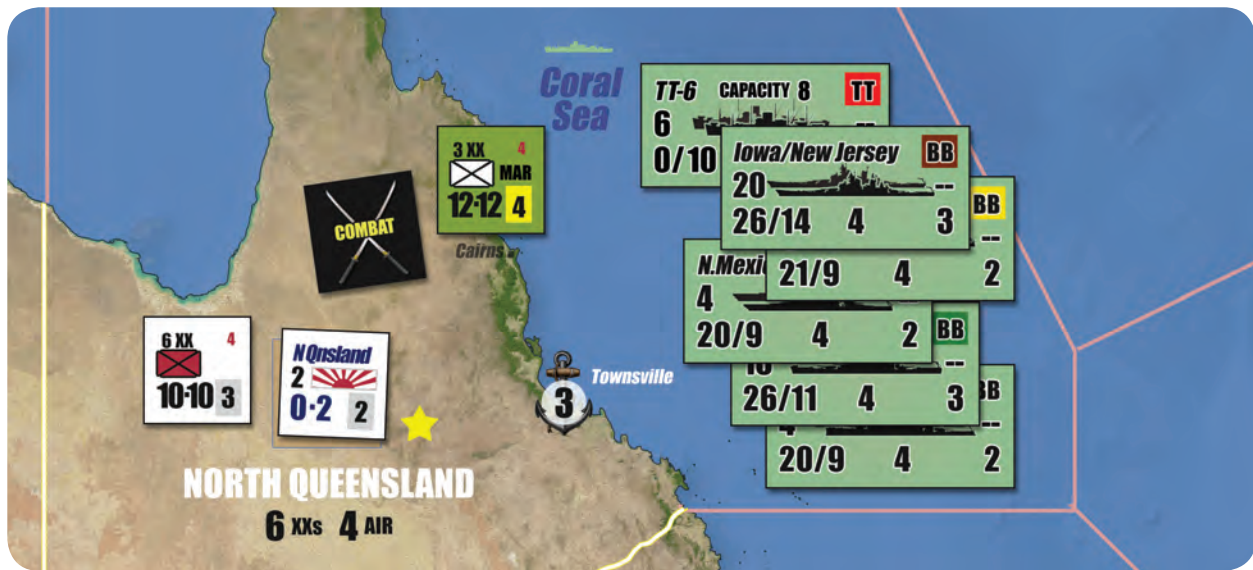 Coral
Sea
TT-6 CAPACITY 8 TT
6 --
0/10
Iowa/New Jersey BB
20 --
26/14 4 3
BB
--
21/9 4 2
N.Mexi
4
20/9 4 2
BB
--
26/11 4 3
BB
--
20/9 4 2
3 XX 4
MAR
12-12 4
COMBAT
Cairns
6 XX 4
10-10 3
N Qnsland
2
0-2 2
3
Townsville
NORTH QUEENSLAND
6 XXs 4 AIR